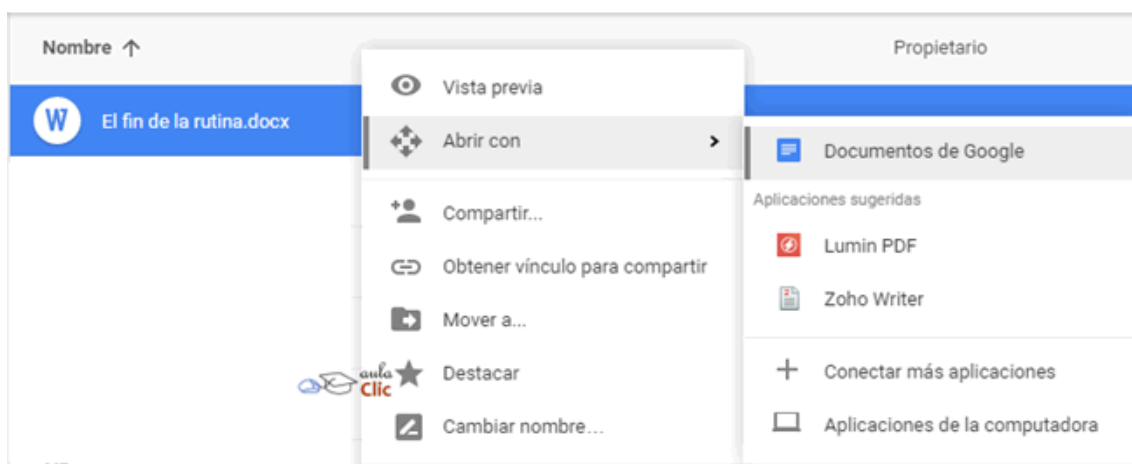 Nombre ↑
Propietario
W El fin de la rutina.docx
Vista previa
Abrir con
Compartir...
Obtener vínculo para compartir
Mover a...
Destacar
Cambiar nombre...
Documentos de Google
Aplicaciones sugeridas
Lumin PDF
Zoho Writer
Conectar más aplicaciones
Aplicaciones de la computadora
aula
Clic